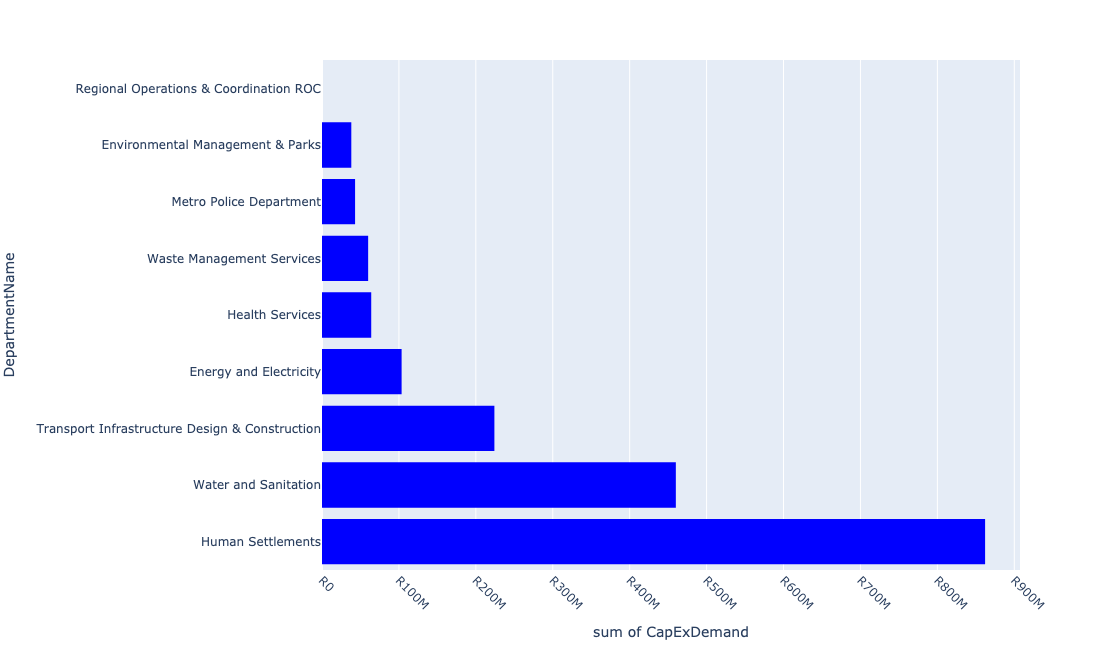 Regional Operations & Coordination ROC
Environmental Management & Parks
Metro Police Department
Waste Management Services
Health Services
Energy and Electricity
Transport Infrastructure Design & Construction
Water and Sanitation
Human Settlements
DepartmentName
R0
R100M
R200M
R300M
R400M
R500M
R600M
R700M
R800M
R900M
sum of CapExDemand